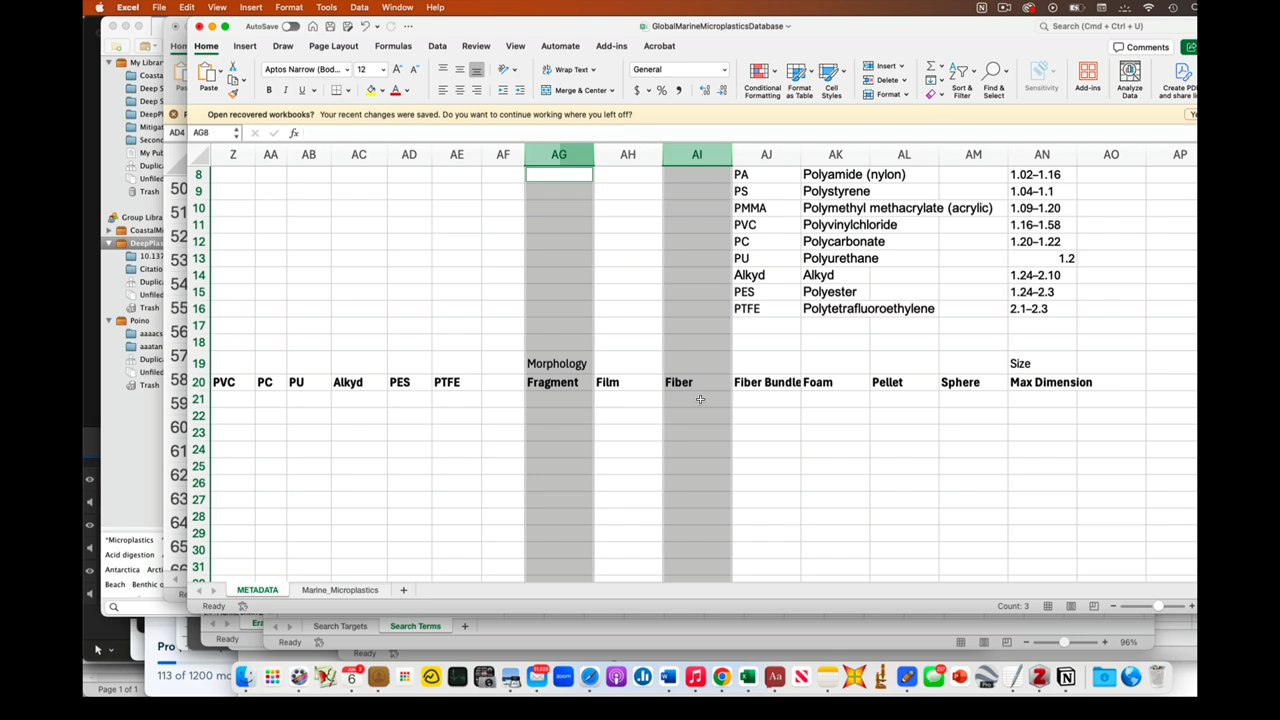 Excel File Edit View Insert Format Tools Data Window Help
AutoSave GlobalMarineMicroplasticsDatabase Search (Cmd + Ctrl + U)
Home Insert Draw Page Layout Formulas Data Review View Automate Add-ins Acrobat Comments
Paste Aptos Narrow (Bod... 12 Wrap Text General Insert
Merge & Center Conditional Formatting Format as Table Cell Styles Delete Format Sort & Filter Find & Select Sensitivity Add-ins Analyze Data Create PD and share li
Open recovered workbooks? Your recent changes were saved. Do you want to continue working where you left off?
AD4 AG8 fx
Z AA AB AC AD AE AF AG AH AI AJ AK AL AM AN AO AP
8 PA Polyamide (nylon) 1.02–1.16
9 PS Polystyrene 1.04–1.1
10 PMMA Polymethyl methacrylate (acrylic) 1.09–1.20
11 PVC Polyvinylchloride 1.16–1.58
12 PC Polycarbonate 1.20–1.22
13 PU Polyurethane 1.2
14 Alkyd Alkyd 1.24–2.10
15 PES Polyester 1.24–2.3
16 PTFE Polytetrafluoroethylene 2.1–2.3
17
18
19 Morphology Size
20 PVC PC PU Alkyd PES PTFE Fragment Film Fiber Fiber Bundle Foam Pellet Sphere Max Dimension
21
22
23
24
25
26
27
28
29
30
31
My Libra
Coasta
Deep S
Deep S
DeepPl
Mitigat
Second
My Pub
Duplic
Unfile
Trash
Group Libra
CoastalMi
DeepPlas
10.137
Citatio
Duplic
Unfile
Trash
Poino
aaaacs
aaatan
Duplic
Unfile
Trash
50
51
52
53
54
55
56
57
58
59
60
61
62
63
64
65
*Microplastics
Acid digestion
Antarctica Arcti
Beach Benthic o
METADATA Marine_Microplastics +
Ready Count: 3
Search Targets Search Terms +
Ready 96%
Pro
113 of 1200 mo
Page 1 of 1